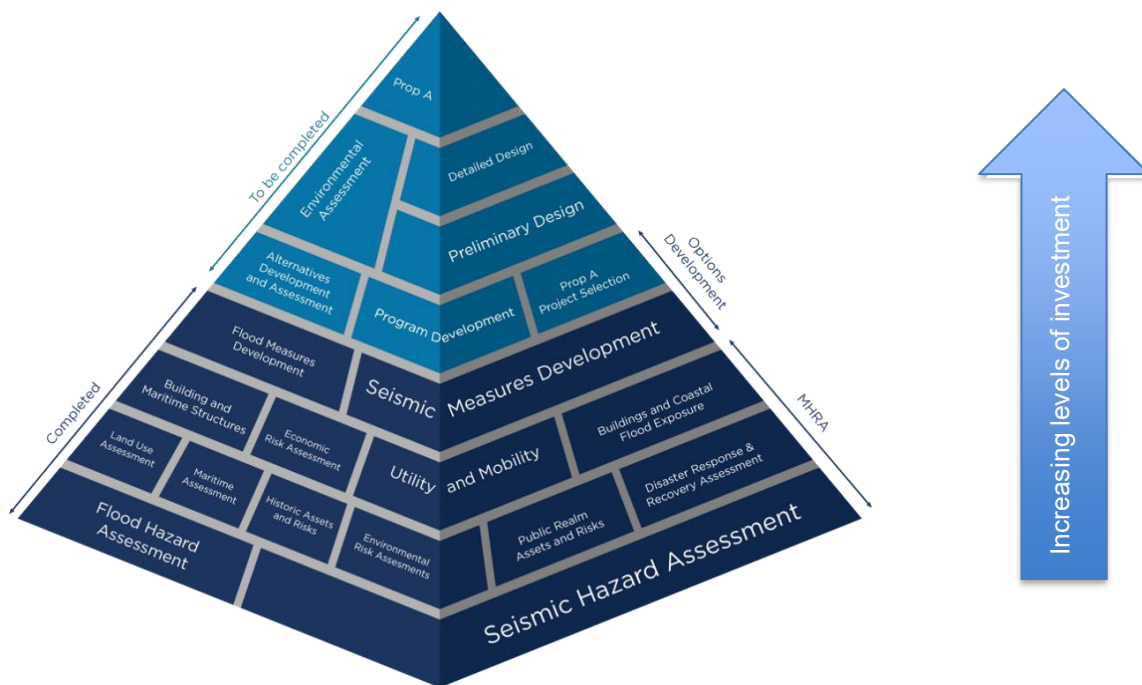 Prop A
To be completed
Environmental
Assessment
Detailed Design
Preliminary Design
Alternatives
Development
and Assessment
Program Development
Prop A
Project Selection
Options
Development
Flood Measures
Development
Seismic Measures Development
Completed
Building and
Maritime Structures
Economic
Risk Assessment
Utility and Mobility
Buildings and Coastal
Flood Exposure
MHRA
Land Use
Assessment
Maritime
Assessment
Historic Assets
and Risks
Environmental
Risk Assesments
Public Realm
Assets and Risks
Disaster Response &
Recovery Assessment
Flood Hazard
Assessment
Seismic Hazard Assessment
Increasing levels of investment